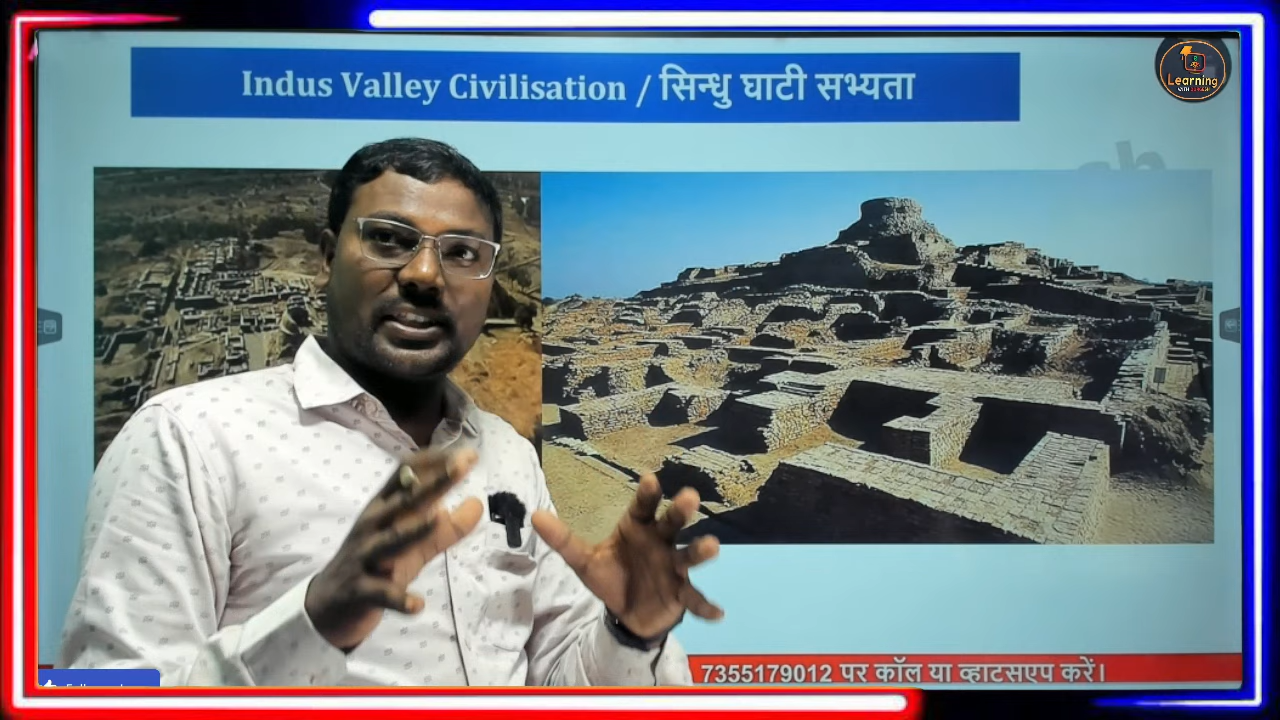 Indus Valley Civilisation / सिन्धु घाटी सभ्यता
Learning
7355179012 पर कॉल या व्हाटसएप करें।